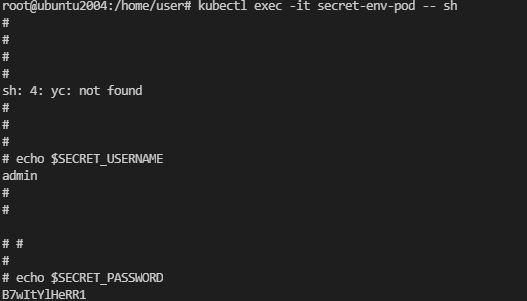 root@ubuntu2004:/home/user# kubectl exec -it secret-env-pod -- sh
#
#
#
#
sh: 4: yc: not found
#
#
#
# echo $SECRET_USERNAME
admin
#
#
# #
#
# echo $SECRET_PASSWORD
B7wItYlHeRR1